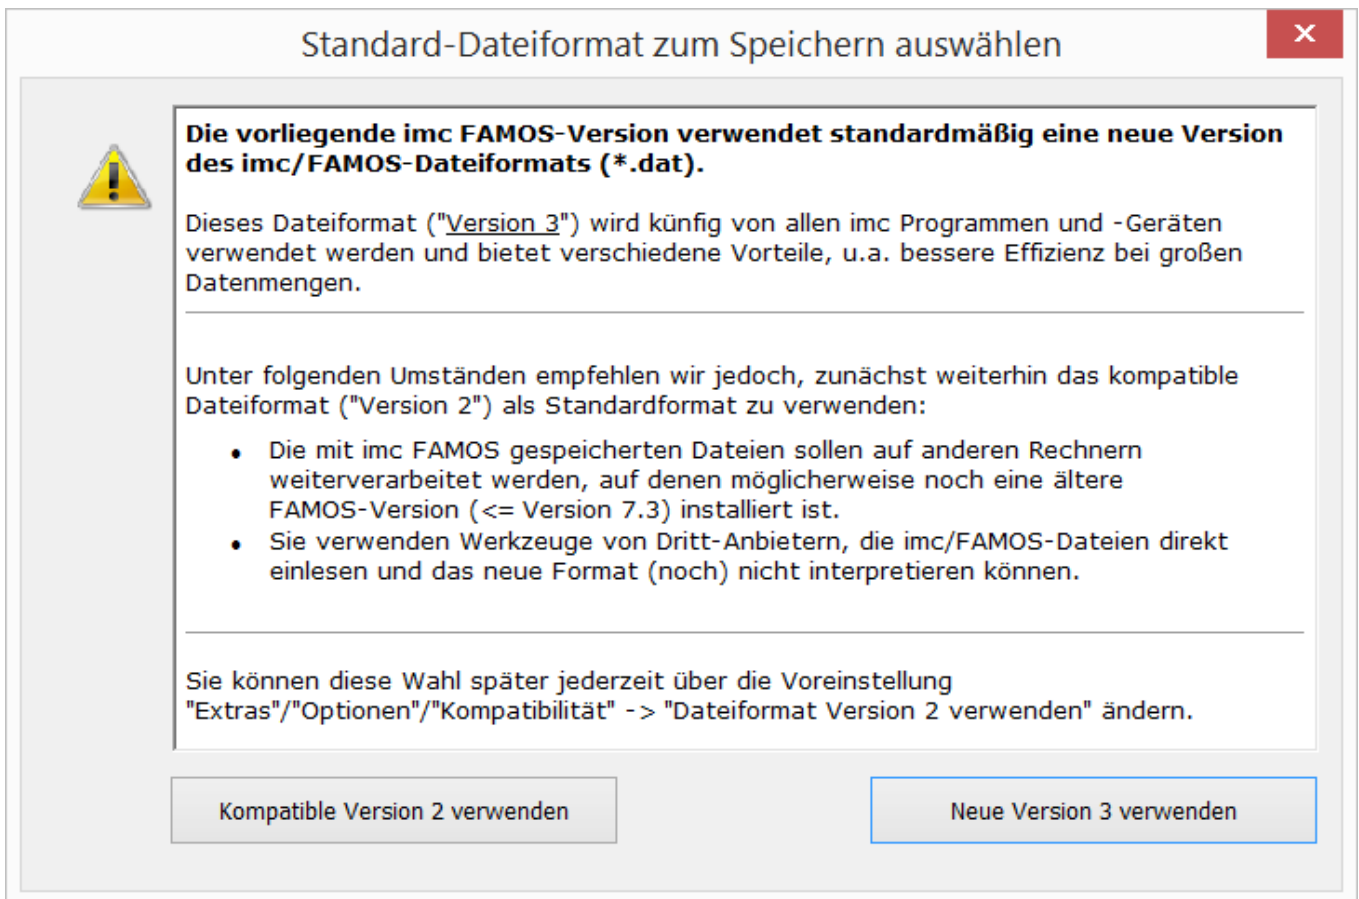 Standard-Dateiformat zum Speichern auswählen
Die vorliegende imc FAMOS-Version verwendet standardmäßig eine neue Version
des imc/FAMOS-Dateiformats (*.dat).
Dieses Dateiformat ("Version 3") wird künfig von allen imc Programmen und -Geräten
verwendet werden und bietet verschiedene Vorteile, u.a. bessere Effizienz bei großen
Datenmengen.
Unter folgenden Umständen empfehlen wir jedoch, zunächst weiterhin das kompatible
Dateiformat ("Version 2") als Standardformat zu verwenden:
• Die mit imc FAMOS gespeicherten Dateien sollen auf anderen Rechnern
weiterverarbeitet werden, auf denen möglicherweise noch eine ältere
FAMOS-Version (<= Version 7.3) installiert ist.
• Sie verwenden Werkzeuge von Dritt-Anbietern, die imc/FAMOS-Dateien direkt
einlesen und das neue Format (noch) nicht interpretieren können.
Sie können diese Wahl später jederzeit über die Voreinstellung
"Extras"/"Optionen"/"Kompatibilität" -> "Dateiformat Version 2 verwenden" ändern.
Kompatible Version 2 verwenden
Neue Version 3 verwenden